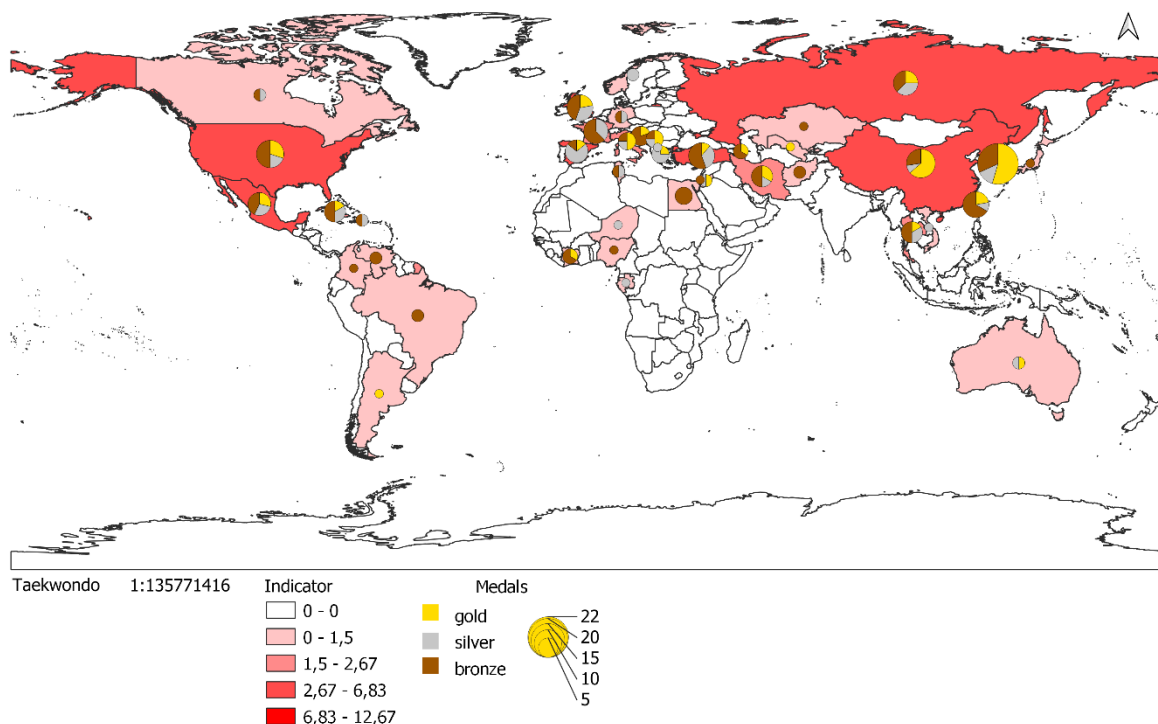 Taekwondo 1:135771416
Indicator
0 - 0
0 - 1,5
1,5 - 2,67
2,67 - 6,83
6,83 - 12,67
Medals
gold
silver
bronze
22
20
15
10
5